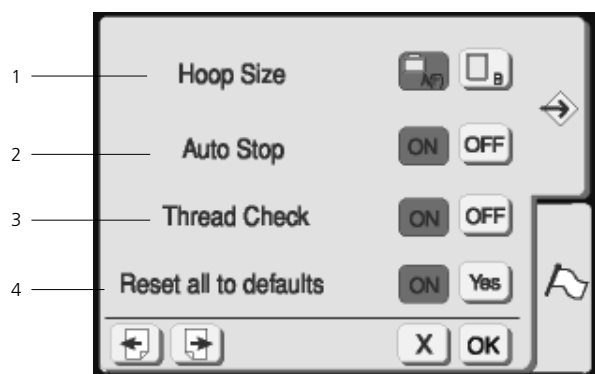 1 Hoop Size A(F) B
2 Auto Stop ON OFF
3 Thread Check ON OFF
4 Reset all to defaults ON Yes
X OK